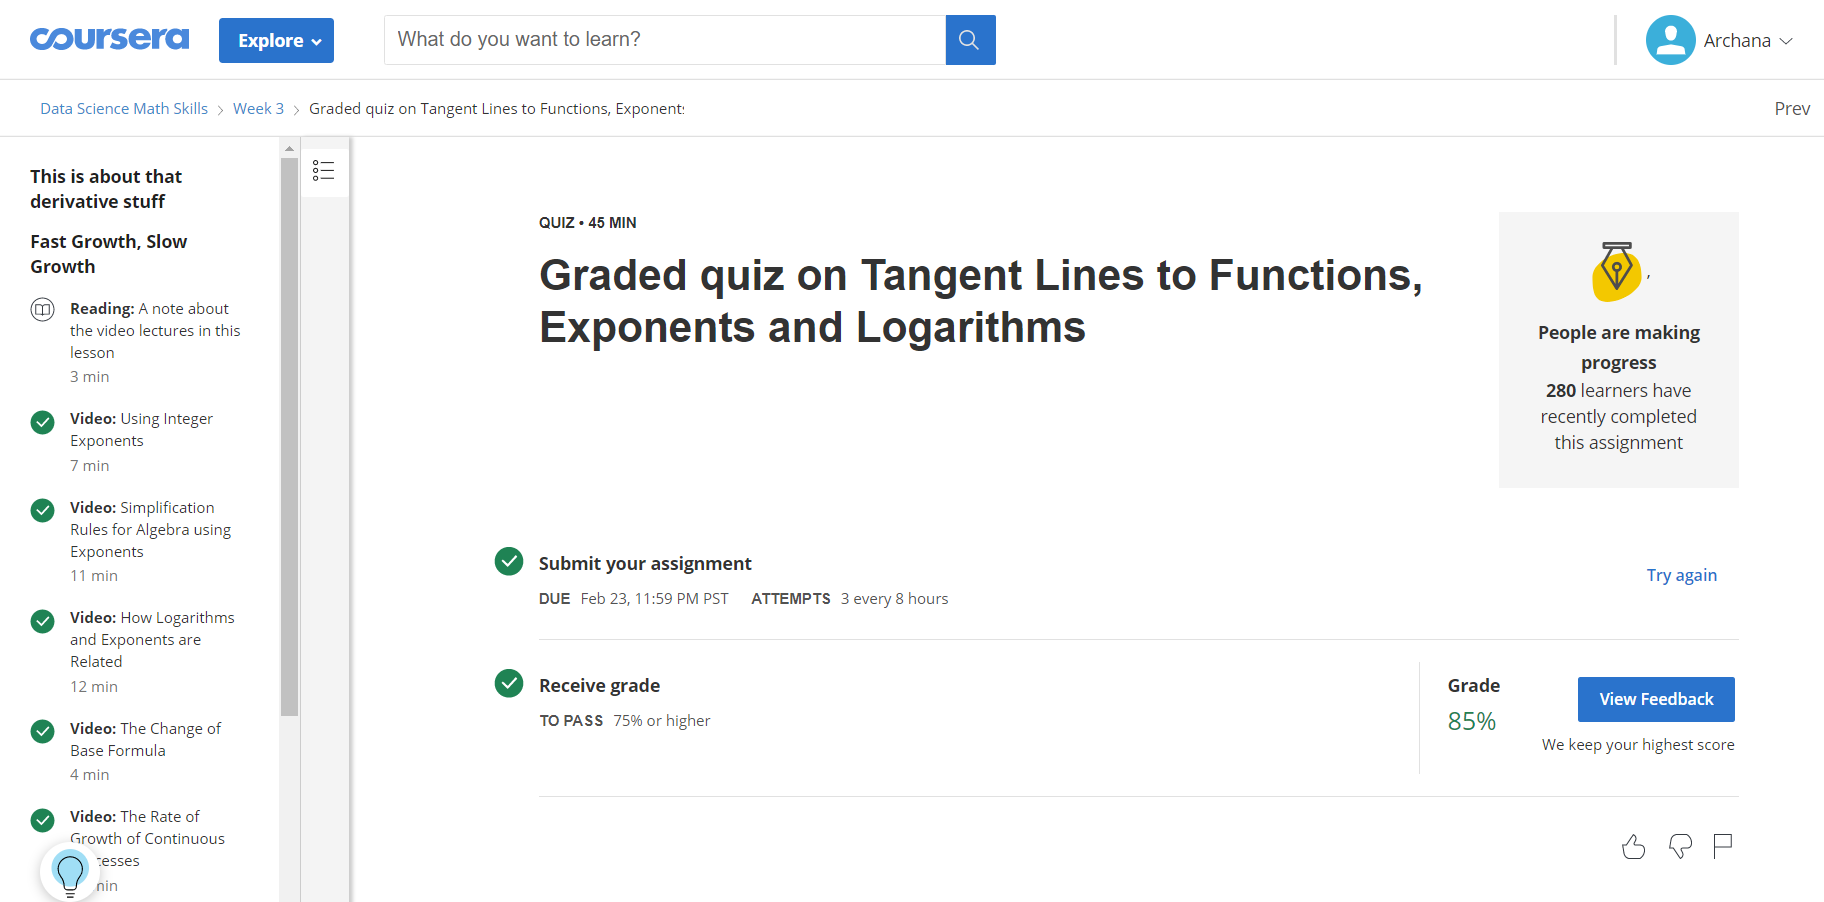 coursera
Explore
What do you want to learn?
Archana
Data Science Math Skills
Week 3
Graded quiz on Tangent Lines to Functions, Exponents
Prev
This is about that
derivative stuff
Fast Growth, Slow
Growth
Reading: A note about
the video lectures in this
lesson
3 min
Video: Using Integer
Exponents
7 min
Video: Simplification
Rules for Algebra using
Exponents
11 min
Video: How Logarithms
and Exponents are
Related
12 min
Video: The Change of
Base Formula
4 min
Video: The Rate of
Growth of Continuous
cesses
min
QUIZ • 45 MIN
Graded quiz on Tangent Lines to Functions,
Exponents and Logarithms
People are making
progress
280 learners have
recently completed
this assignment
Submit your assignment
DUE Feb 23, 11:59 PM PST ATTEMPTS 3 every 8 hours
Try again
Receive grade
TO PASS 75% or higher
Grade
85%
View Feedback
We keep your highest score